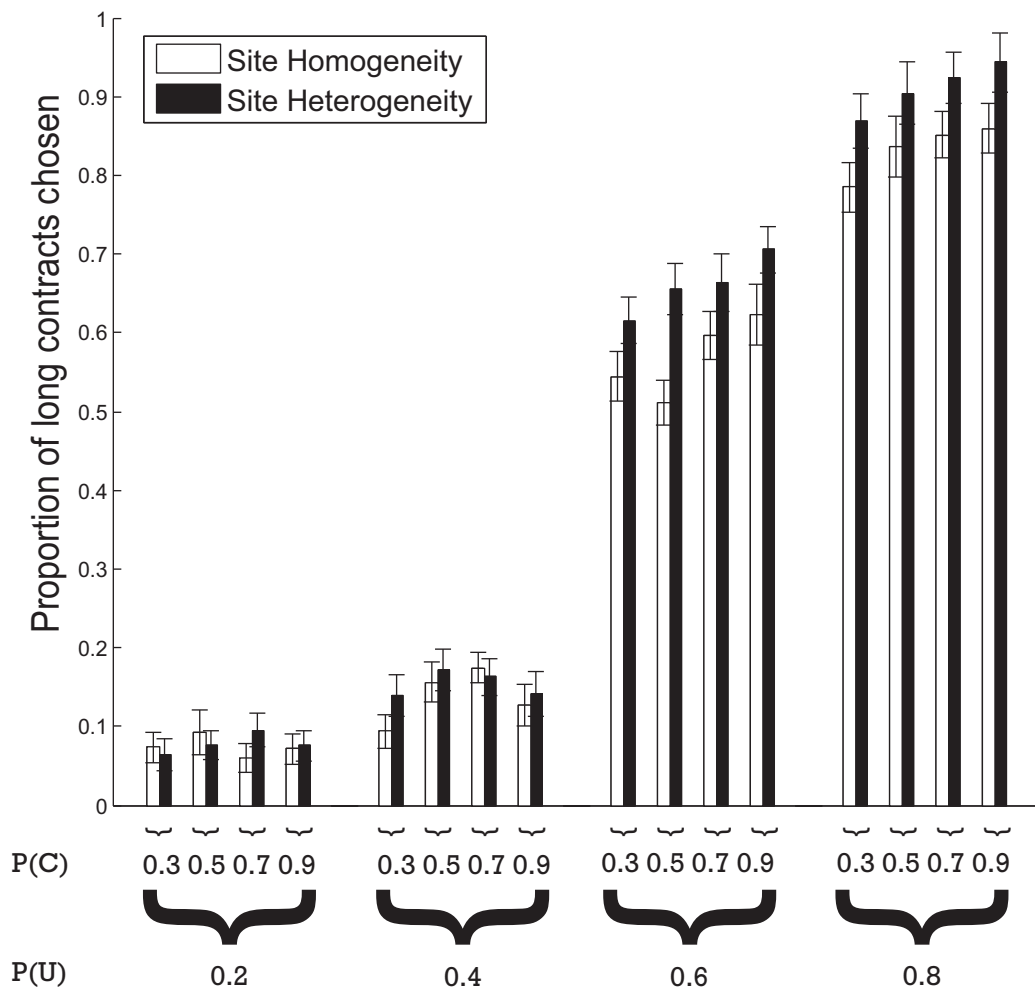 Proportion of long contracts chosen
1
0.9
0.8
0.7
0.6
0.5
0.4
0.3
0.2
0.1
0
Site Homogeneity
Site Heterogeneity
P(C) 0.3 0.5 0.7 0.9 0.3 0.5 0.7 0.9 0.3 0.5 0.7 0.9 0.3 0.5 0.7 0.9
P(U) 0.2 0.4 0.6 0.8